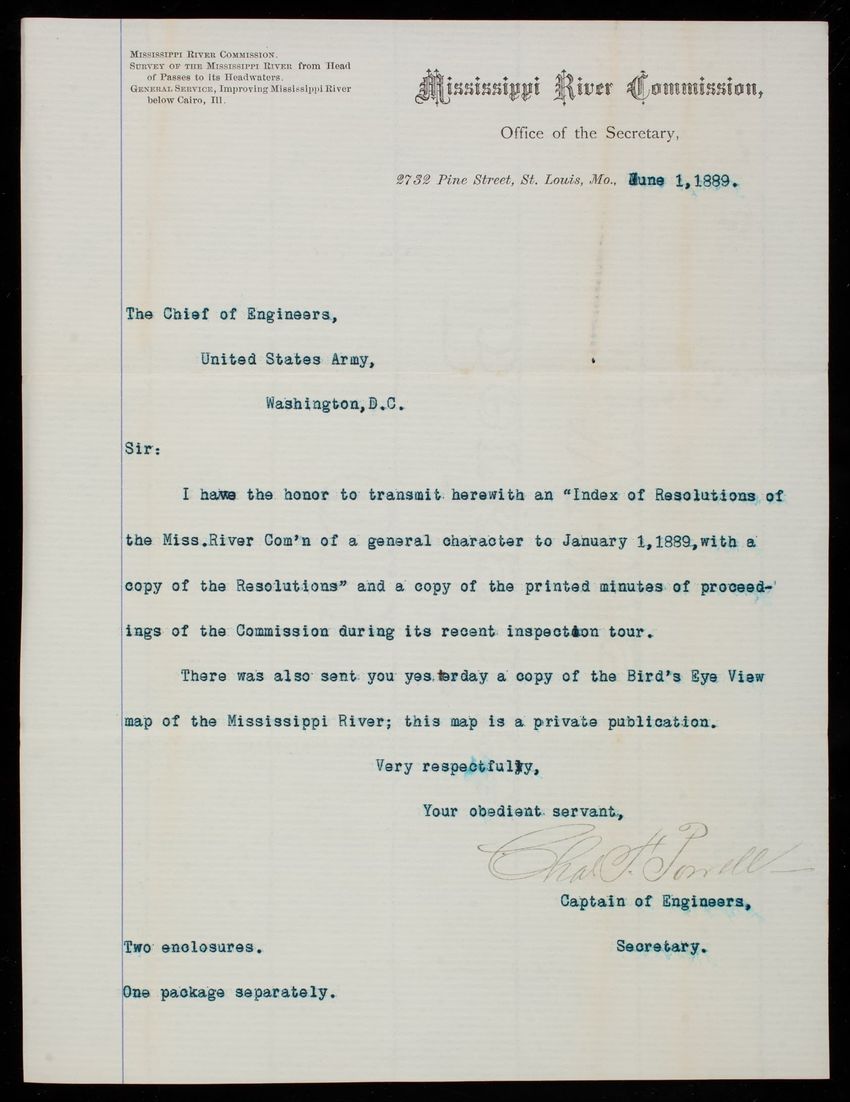 MISSISSIPPI RIVER COMMISSION.
SURVEY OF THE MISSISSIPPI RIVER from Head
of Passes to its Headwaters.
GENERAL SERVICE, Improving Mississippi River
below Cairo, Ill.
Mississippi River Commission,
Office of the Secretary,
2732 Pine Street, St. Louis, Mo., June 1,1889.
The Chief of Engineers,
United States Army,
Washington,D.C.
Sir:
I have the honor to transmit herewith an "Index of Resolutions of
the Miss.River Com'n of a general character to January 1,1889,with a
copy of the Resolutions" and a copy of the printed minutes of proceed-
ings of the Commission during its recent inspection tour.
There was also sent you yesterday a copy of the Bird's Eye View
map of the Mississippi River; this map is a private publication.
Very respectfully,
Your obedient servant,
Chas. F. Powell
Captain of Engineers,
Two enclosures. Secretary.
One package separately.